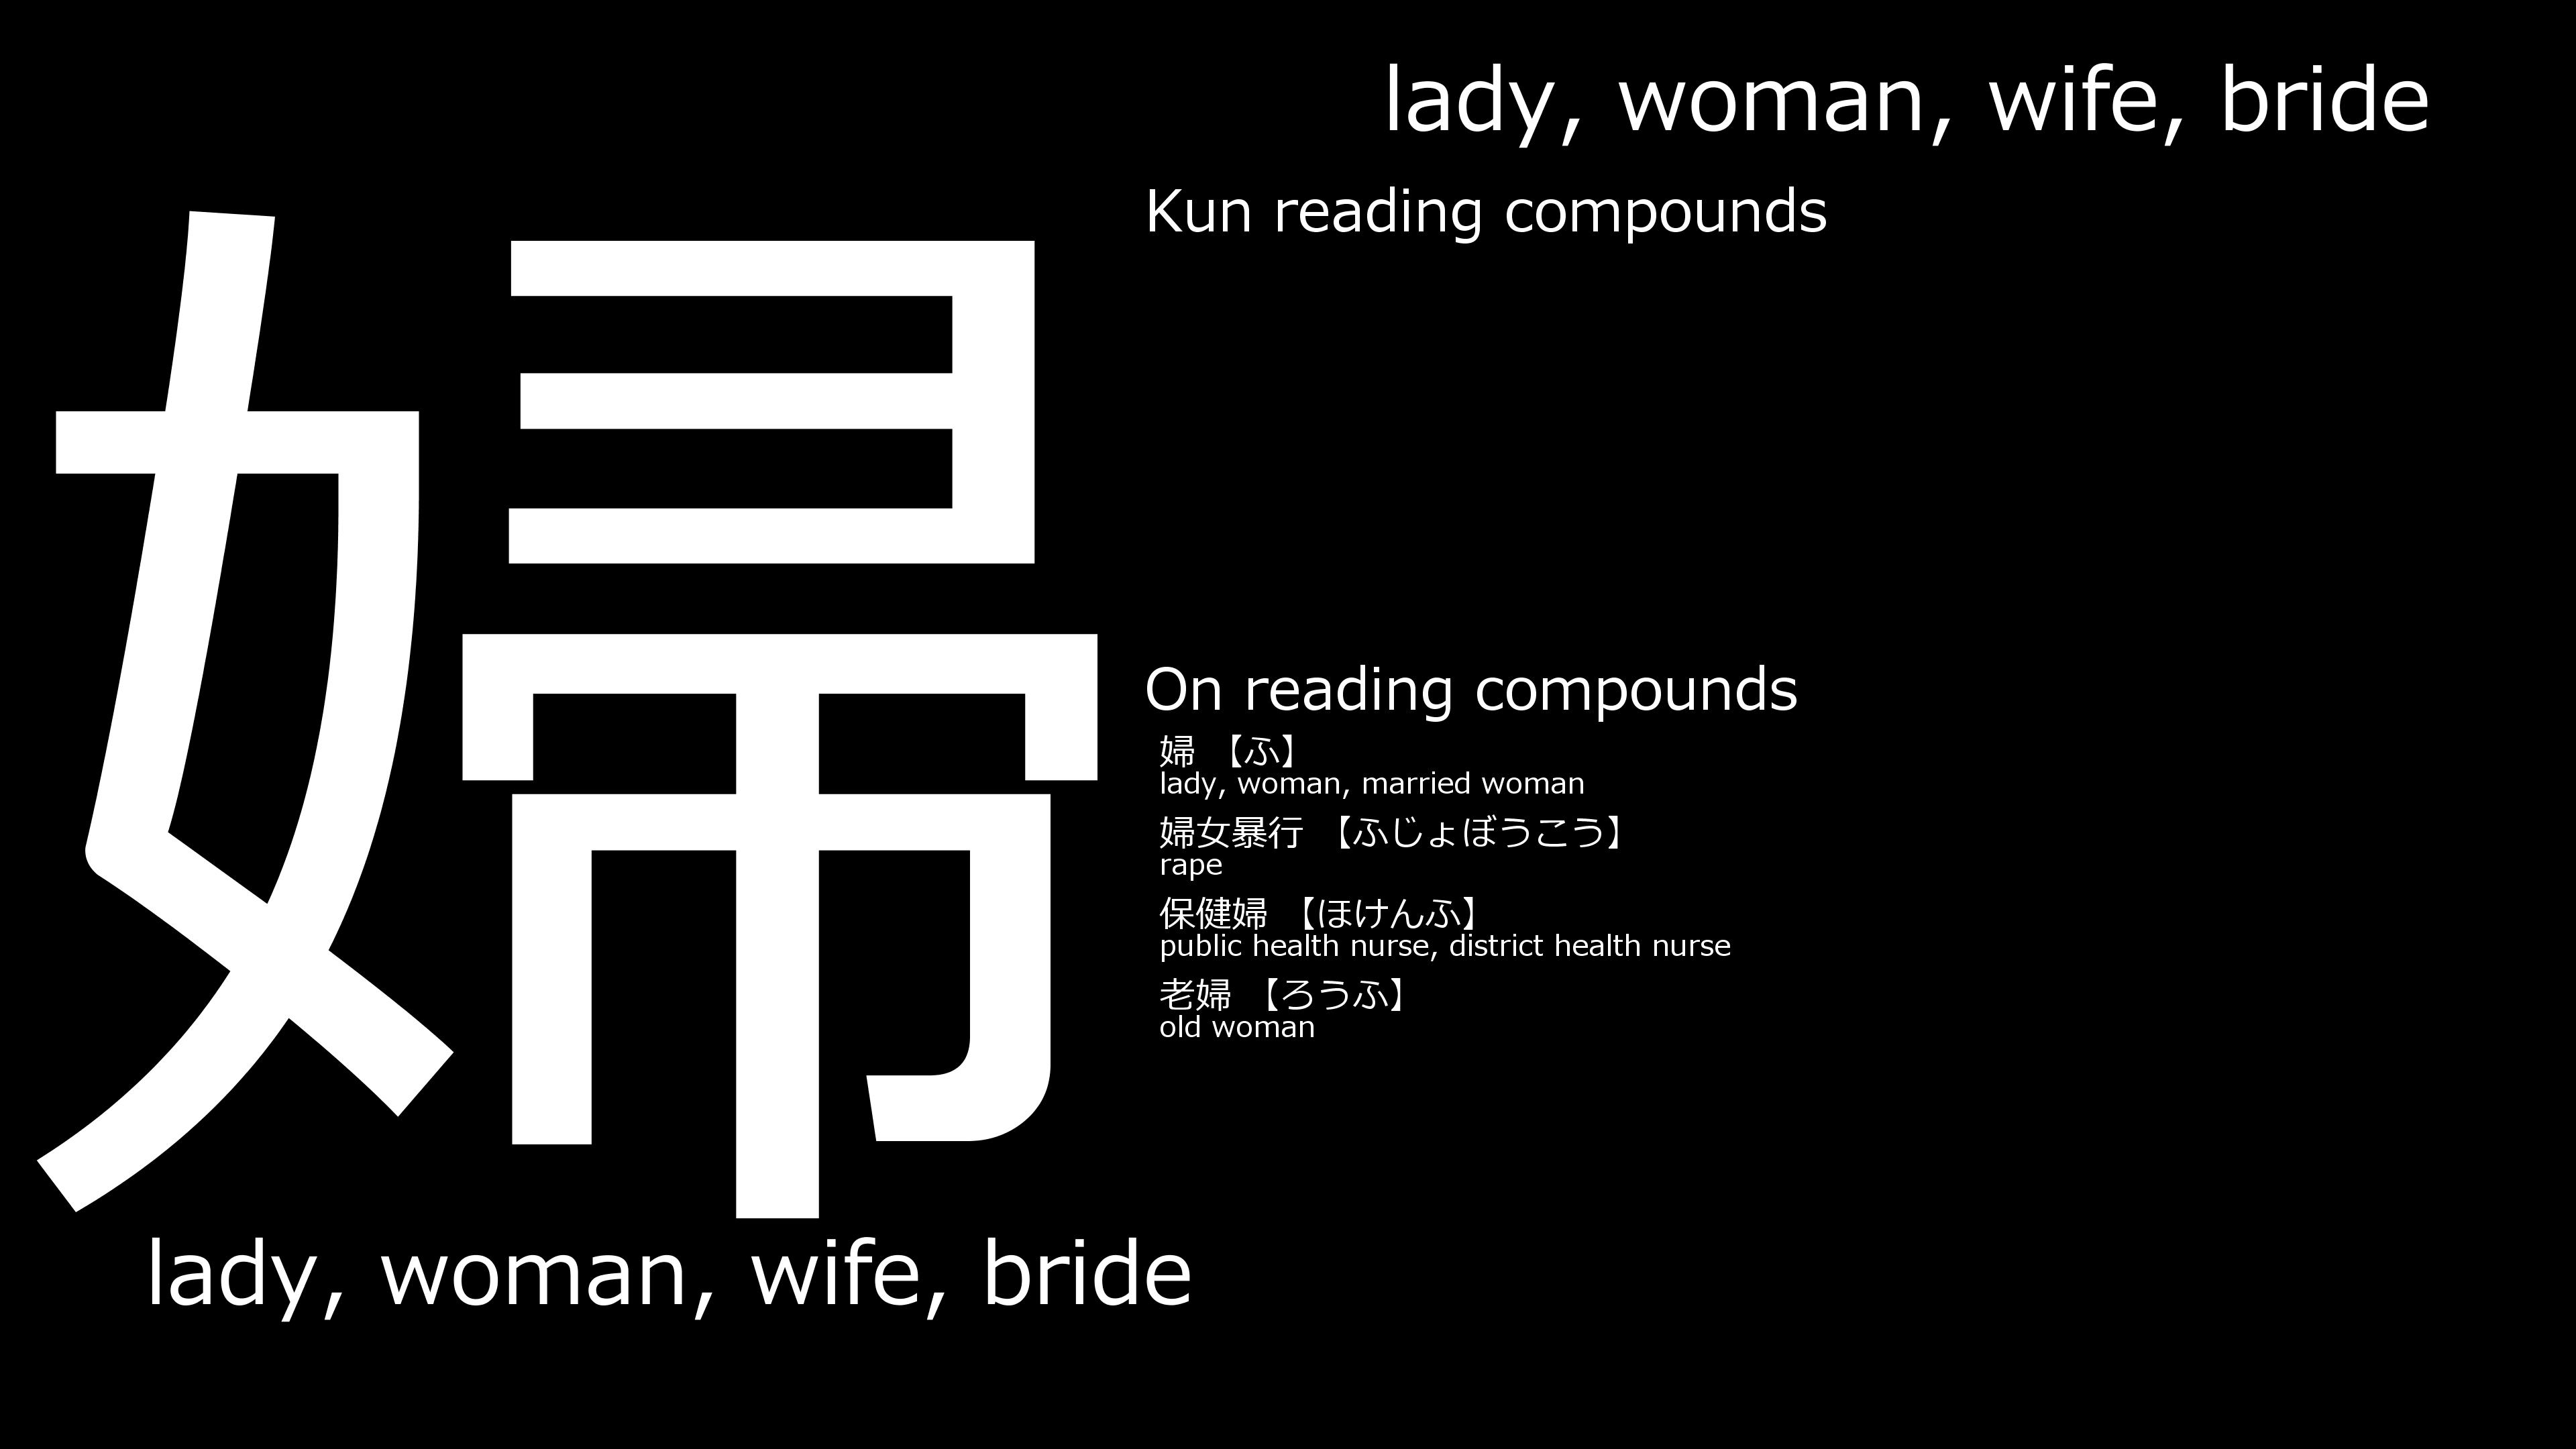 婦
lady, woman, wife, bride
lady, woman, wife, bride
Kun reading compounds
On reading compounds
婦 【ふ】
lady, woman, married woman
婦女暴行 【ふじょぼうこう】
rape
保健婦 【ほけんふ】
public health nurse, district health nurse
老婦 【ろうふ】
old woman